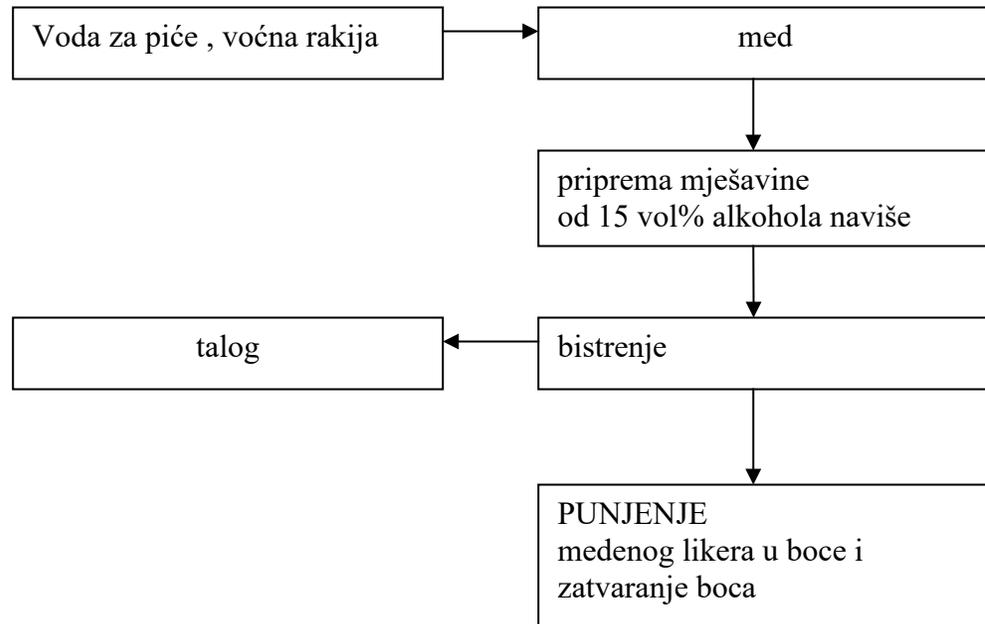 Voda za piće , voćna rakija
med
priprema mješavine
od 15 vol% alkohola naviše
talog
bistrenje
PUNJENJE
medenog likera u boce i
zatvaranje boca